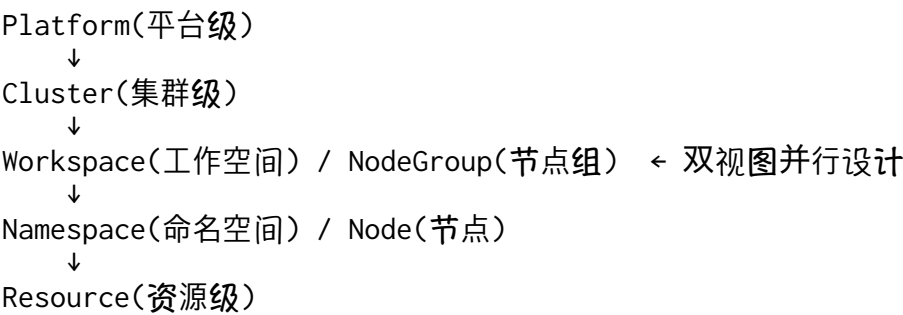 Platform(平台级)
↓
Cluster(集群级)
↓
Workspace(工作空间) / NodeGroup(节点组) ← 双视图并行设计
↓
Namespace(命名空间) / Node(节点)
↓
Resource(资源级)